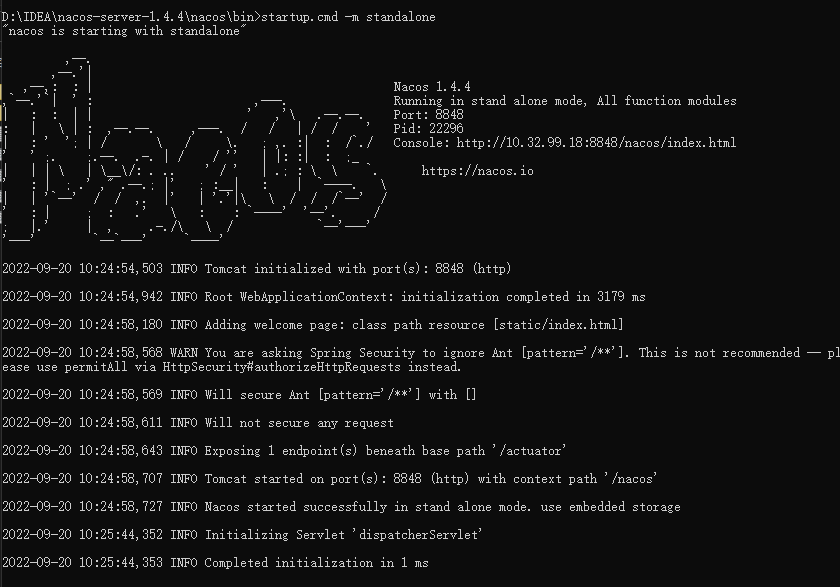 D:\IDEA\nacos-server-1.4.4\nacos\bin>startup.cmd -m standalone
"nacos is starting with standalone"
Nacos 1.4.4
Running in stand alone mode, All function modules
Port: 8848
Pid: 22296
Console: http://10.32.99.18:8848/nacos/index.html
https://nacos.io
2022-09-20 10:24:54,503 INFO Tomcat initialized with port(s): 8848 (http)
2022-09-20 10:24:54,942 INFO Root WebApplicationContext: initialization completed in 3179 ms
2022-09-20 10:24:58,180 INFO Adding welcome page: class path resource [static/index.html]
2022-09-20 10:24:58,568 WARN You are asking Spring Security to ignore Ant [pattern='/**']. This is not recommended -- pl
ease use permitAll via HttpSecurity#authorizeHttpRequests instead.
2022-09-20 10:24:58,569 INFO Will secure Ant [pattern='/**'] with []
2022-09-20 10:24:58,611 INFO Will not secure any request
2022-09-20 10:24:58,643 INFO Exposing 1 endpoint(s) beneath base path '/actuator'
2022-09-20 10:24:58,707 INFO Tomcat started on port(s): 8848 (http) with context path '/nacos'
2022-09-20 10:24:58,727 INFO Nacos started successfully in stand alone mode. use embedded storage
2022-09-20 10:25:44,352 INFO Initializing Servlet 'dispatcherServlet'
2022-09-20 10:25:44,353 INFO Completed initialization in 1 ms